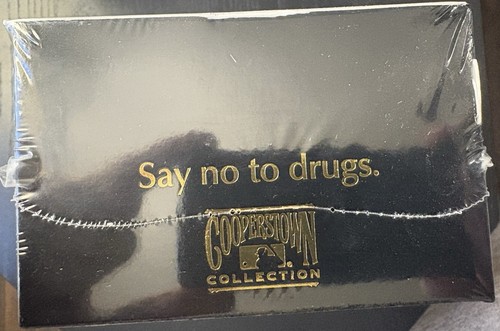 Say no to drugs.
COOPERSTOWN
COLLECTION